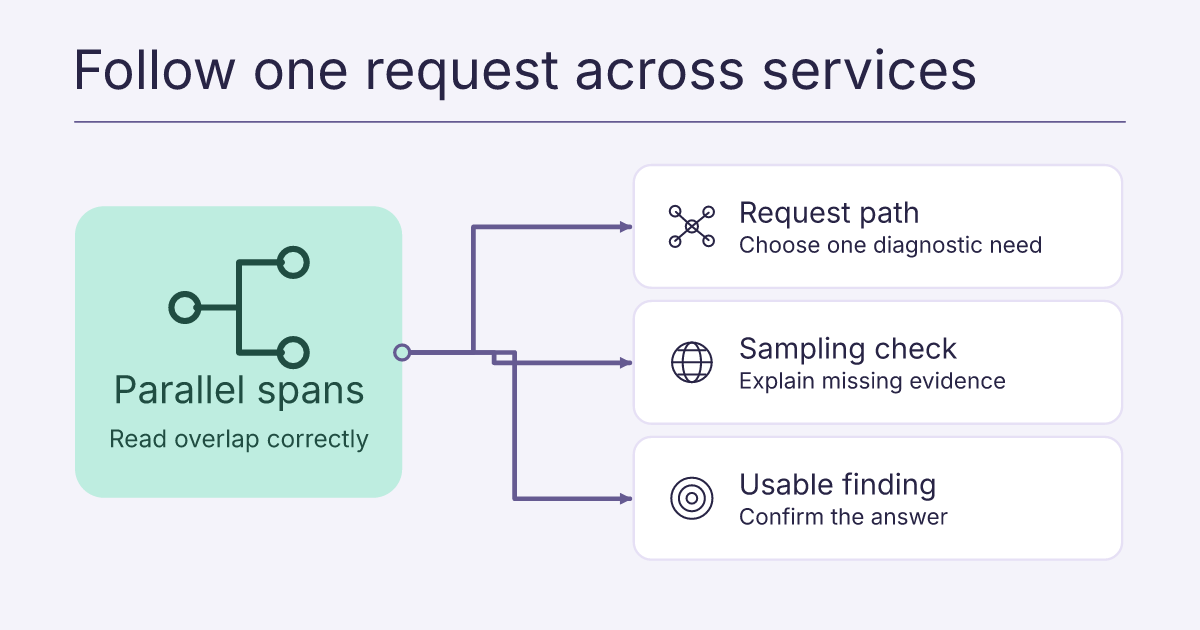 Follow one request across services
Parallel spans
Read overlap correctly
Request path
Choose one diagnostic need
Sampling check
Explain missing evidence
Usable finding
Confirm the answer